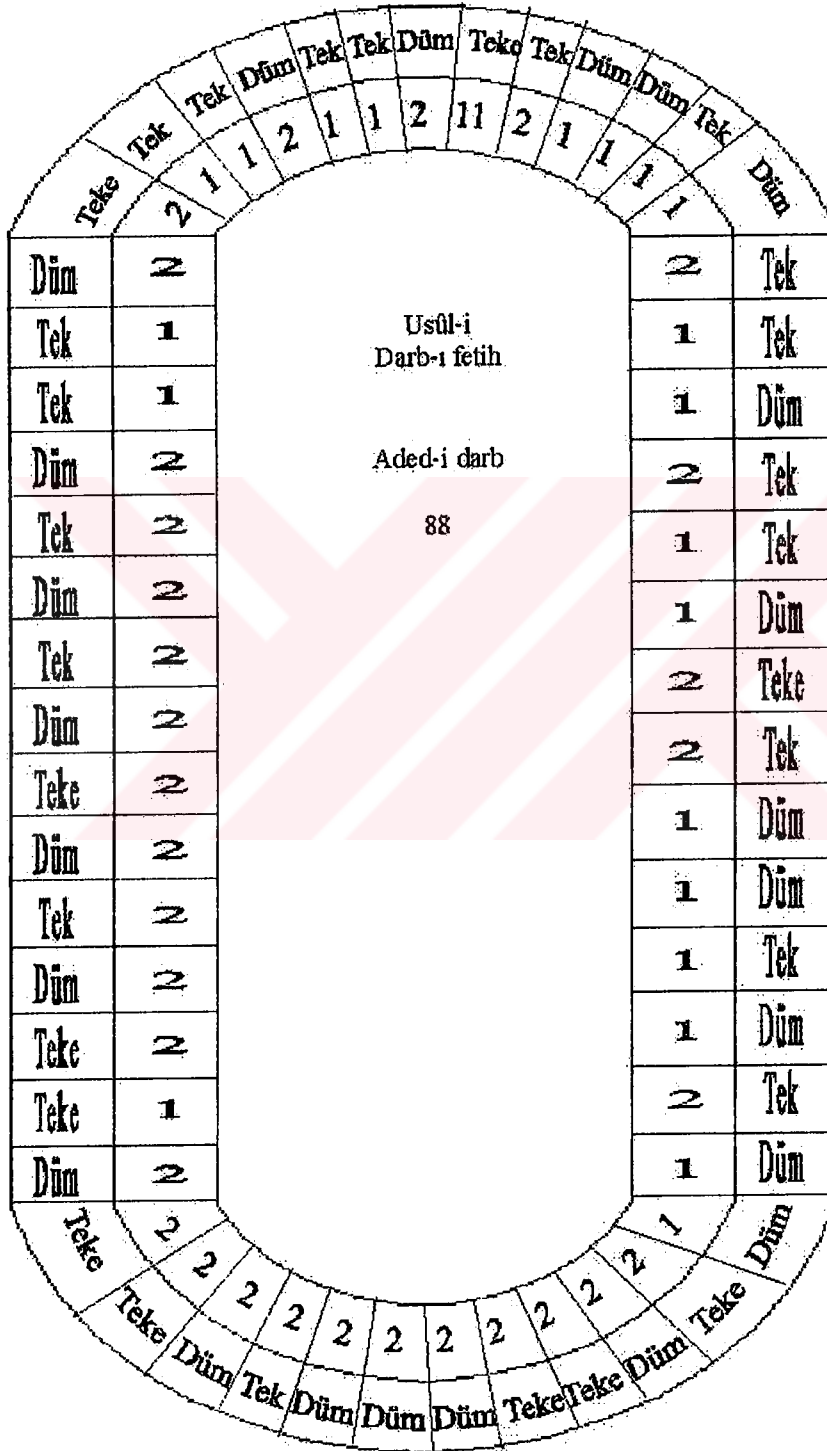 Teke Tek Tek Düm Tek Tek Düm Teke Tek Düm Düm Tek Düm
2 1 1 2 1 1 2 11 2 1 1 1 1
Düm 2 2 Tek
Tek 1 1 Tek
Tek 1 1 Düm
Düm 2 2 Tek
Tek 2 1 Tek
Düm 2 1 Düm
Tek 2 2 Teke
Düm 2 2 Tek
Teke 2 1 Düm
Düm 2 1 Düm
Tek 2 1 Tek
Düm 2 1 Düm
Teke 2 2 Tek
Teke 1 1 Düm
Düm 2
Usûl-i
Darb-ı fetih
Aded-i darb
88
2 2 2 2 2 2 2 2 2 2 2 1
Teke Teke Düm Tek Düm Düm Düm Teke Teke Düm Teke Düm